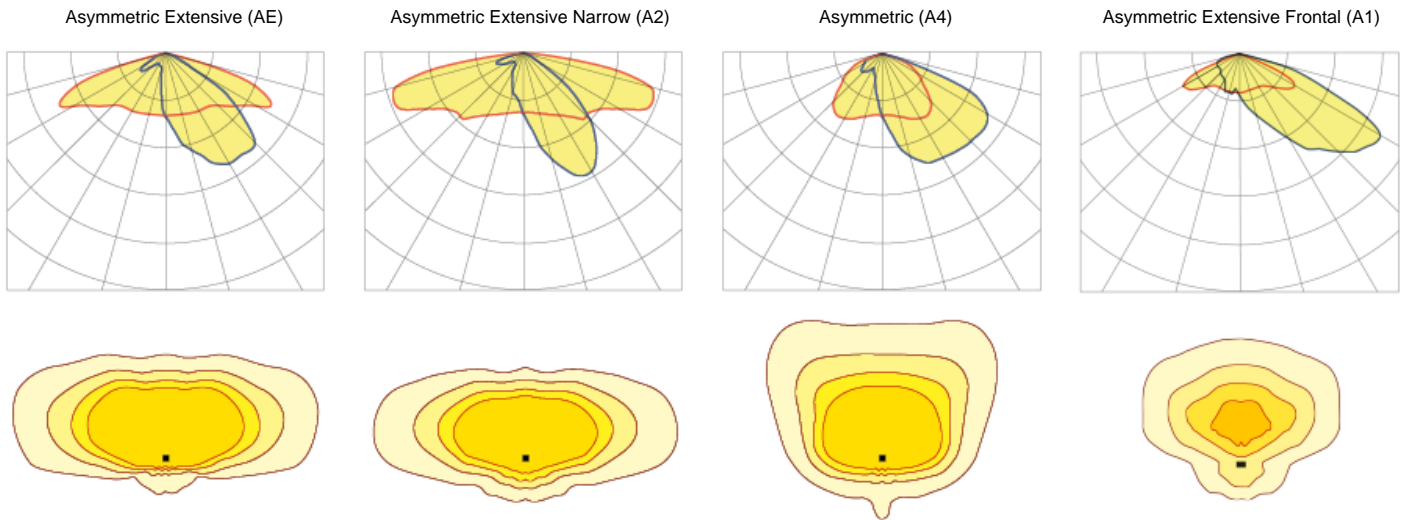 Asymmetric Extensive (AE)
Asymmetric Extensive Narrow (A2)
Asymmetric (A4)
Asymmetric Extensive Frontal (A1)